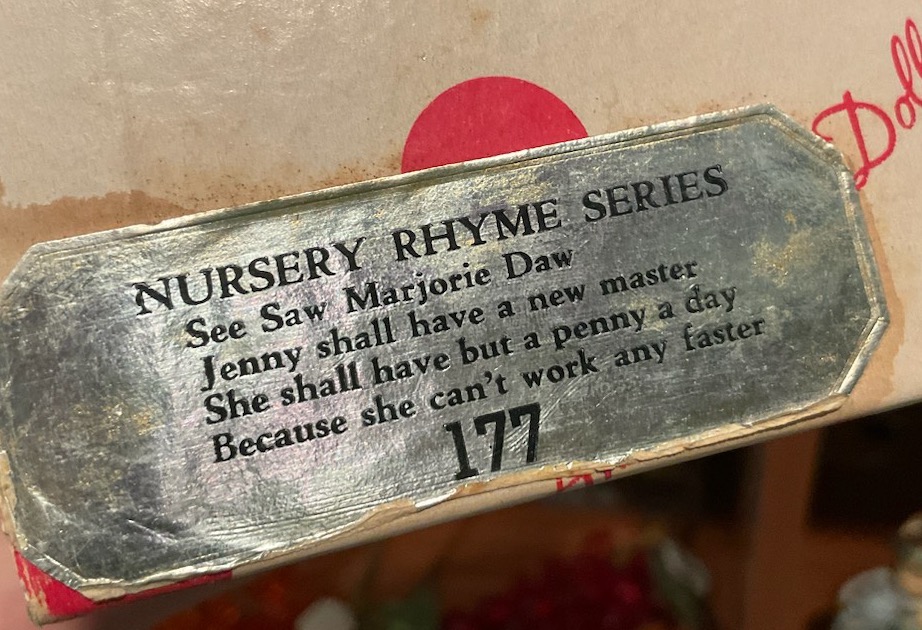 Doll
NURSERY RHYME SERIES
See Saw Marjorie Daw
Jenny shall have a new master
She shall have but a penny a day
Because she can't work any faster
177